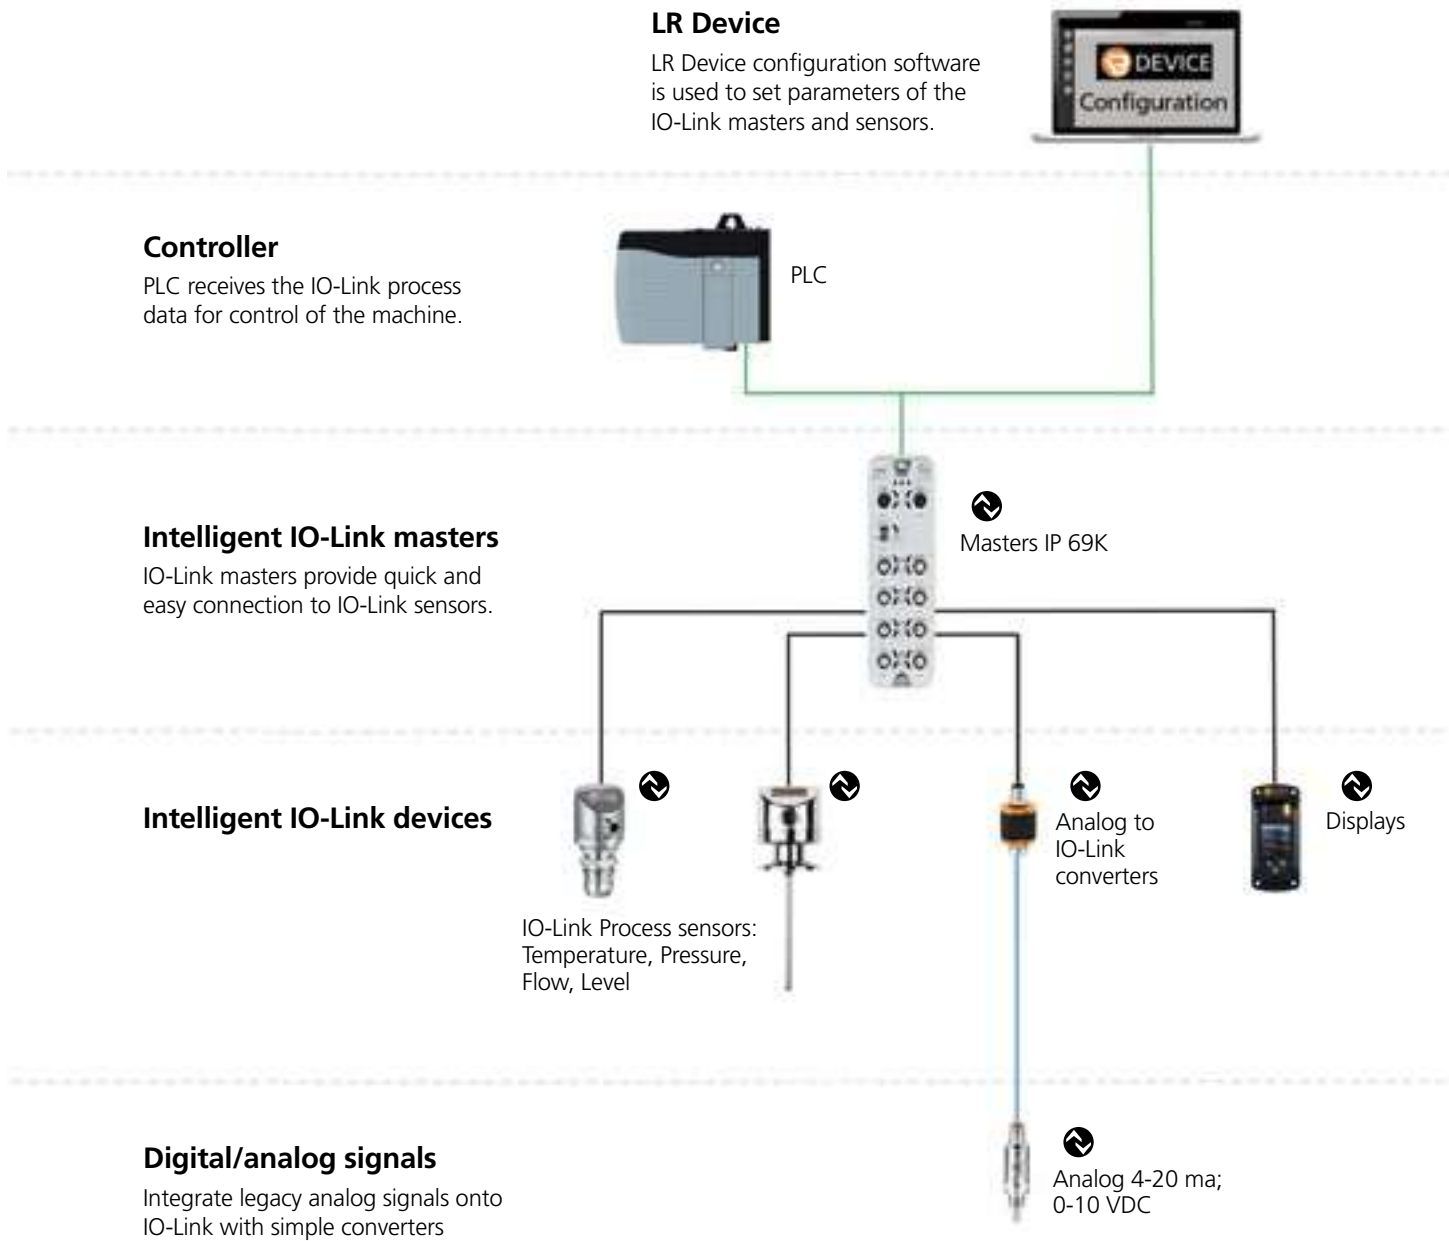 LR Device
LR Device configuration software
is used to set parameters of the
IO-Link masters and sensors.
DEVICE
Configuration
Controller
PLC receives the IO-Link process
data for control of the machine.
PLC
Intelligent IO-Link masters
IO-Link masters provide quick and
easy connection to IO-Link sensors.
Masters IP 69K
Intelligent IO-Link devices
IO-Link Process sensors:
Temperature, Pressure,
Flow, Level
Analog to
IO-Link
converters
Displays
Digital/analog signals
Integrate legacy analog signals onto
IO-Link with simple converters
Analog 4-20 ma;
0-10 VDC